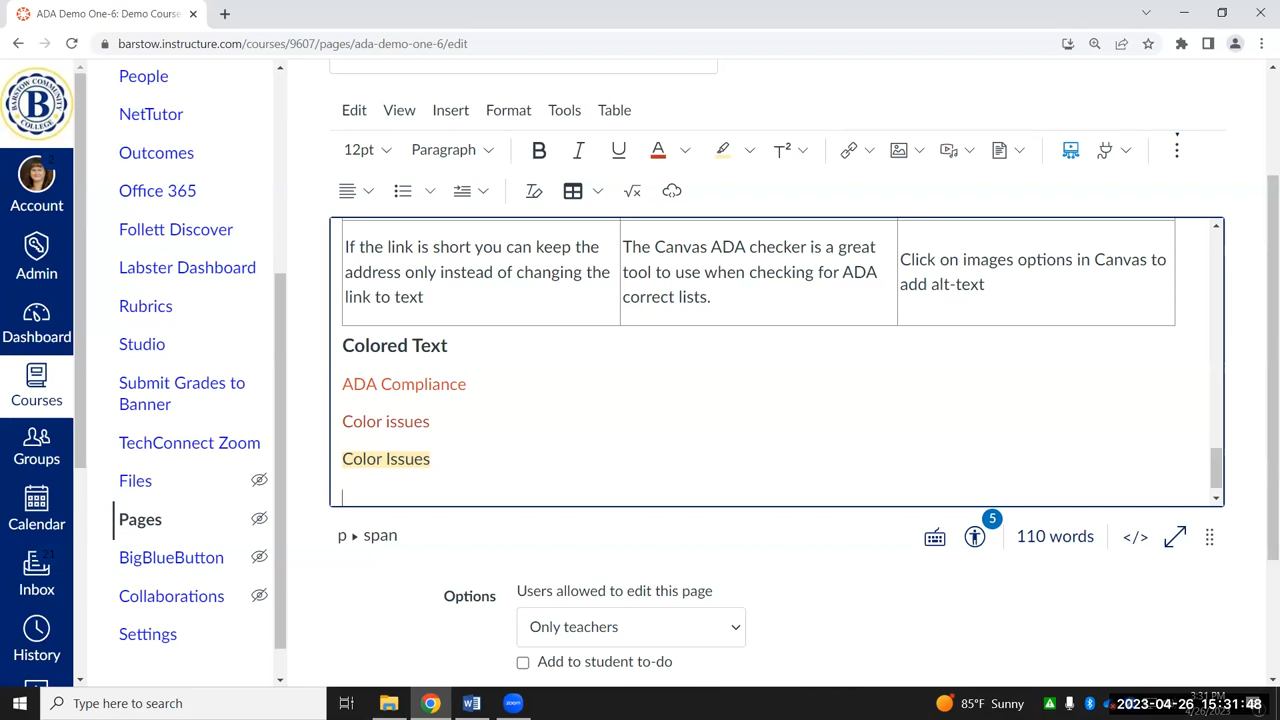 ADA Demo One-6: Demo Course
barstow.instructure.com/courses/9607/pages/ada-demo-one-6/edit
B
2
Account
Admin
Dashboard
Courses
Groups
Calendar
21
Inbox
History
People
NetTutor
Outcomes
Office 365
Follett Discover
Labster Dashboard
Rubrics
Studio
Submit Grades to
Banner
TechConnect Zoom
Files
Pages
BigBlueButton
Collaborations
Settings
Edit View Insert Format Tools Table
12pt Paragraph B I U A T²
If the link is short you can keep the
address only instead of changing the
link to text
The Canvas ADA checker is a great
tool to use when checking for ADA
correct lists.
Click on images options in Canvas to
add alt-text
Colored Text
ADA Compliance
Color issues
Color Issues
p span
5
110 words </>
Options
Users allowed to edit this page
Only teachers
Add to student to-do
Type here to search
85°F Sunny
3:31 PM
2023-04-26 15:31:48